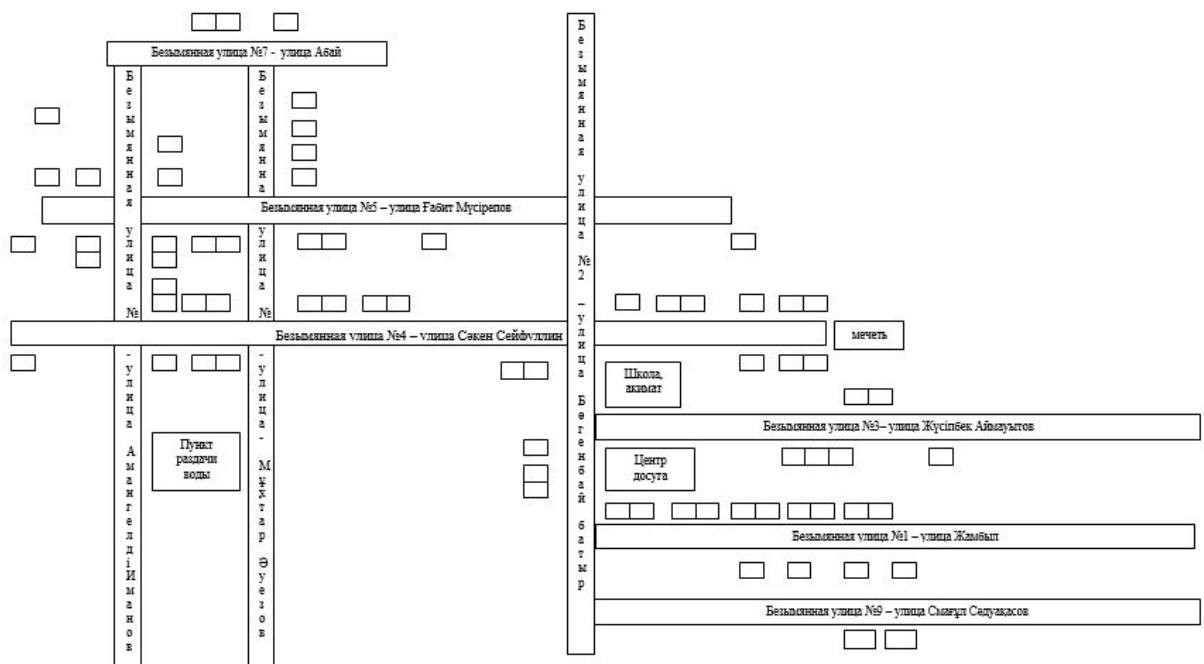 Безымянная улица №7 - улица Абай
Безымянная улица № -улица Амангелді Иманов
Безымянна улица № -улица- Мұхтар Әуезов
Безымянная улица №2 – улица Бөгенбай батыр
Безымянная улица №5 – улица Ғабит Мүсірепов
Безымянная улица №4 – улица Сәкен Сейфуллин
мечеть
Школа,
акимат
Безымянная улица №3– улица Жүсіпбек Аймауытов
Пункт
раздачи
воды
Центр
досуга
Безымянная улица №1 – улица Жамбыл
Безымянная улица №9 – улица Смағұл Сәдуақасов